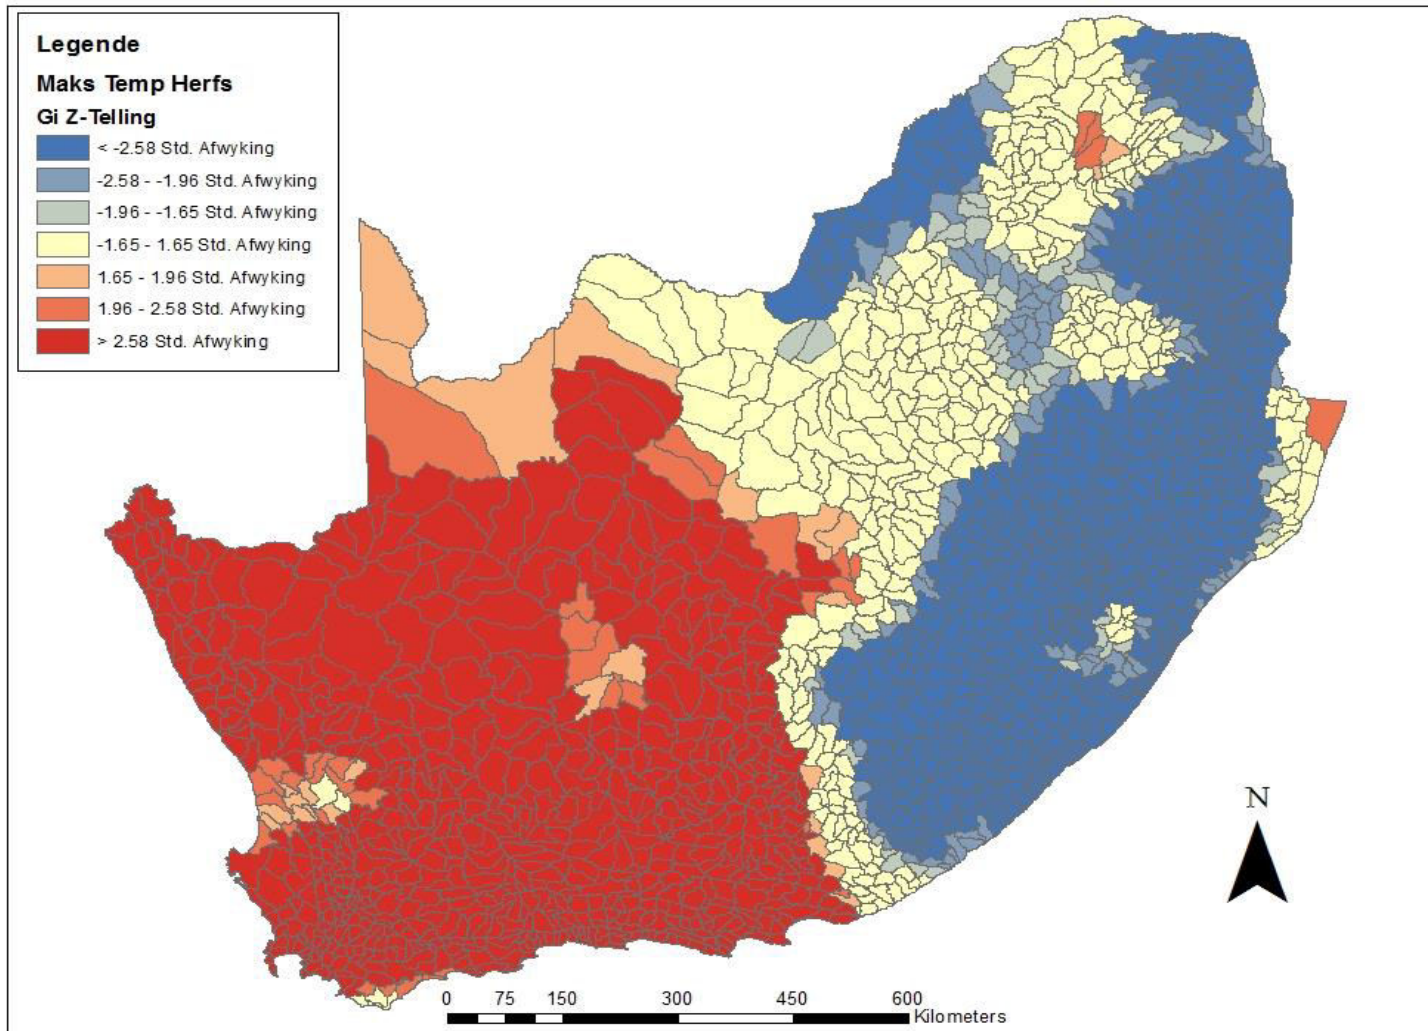 Legende
Maks Temp Herfs
Gi Z-Telling
< -2.58 Std. Afwyking
-2.58 - -1.96 Std. Afwyking
-1.96 - -1.65 Std. Afwyking
-1.65 - 1.65 Std. Afwyking
1.65 - 1.96 Std. Afwyking
1.96 - 2.58 Std. Afwyking
> 2.58 Std. Afwyking
N
0 75 150 300 450 600
Kilometers